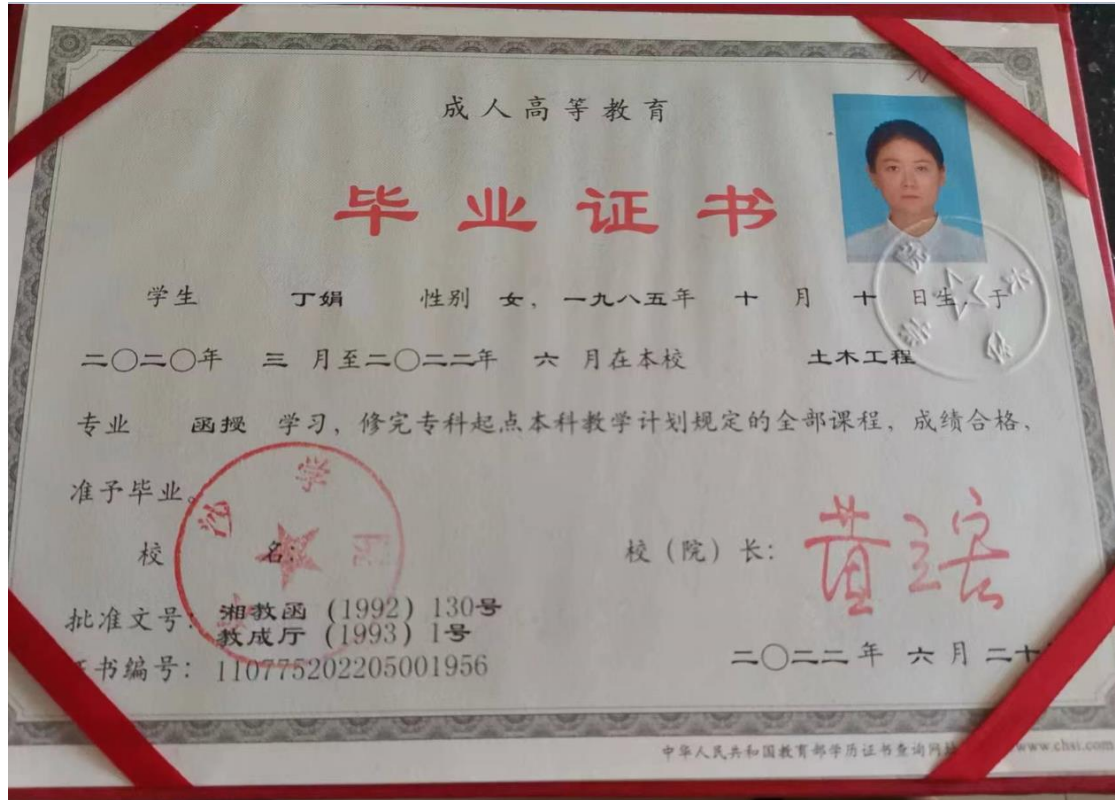 成人高等教育
毕业证书
学生 丁娟 性别 女，一九八五年 十 月 十 日生，于
二〇二〇年 三 月至二〇二二年 六 月在本校 土木工程
专业 函授 学习，修完专科起点本科教学计划规定的全部课程，成绩合格，
准予毕业。
校 名：
沙学院
校（院）长：
批准文号：湘教函（1992）130号
教成厅（1993）1号
书编号：110775202205001956
二〇二二年 六 月 二十
中华人民共和国教育部学历证书查询网
www.chsi.com